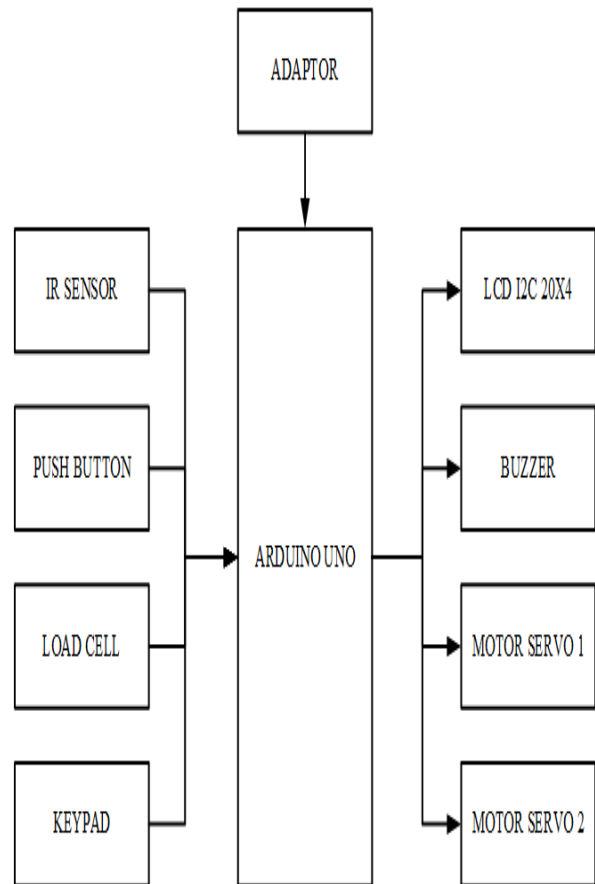 ADAPTOR
IR SENSOR
PUSH BUTTON
LOAD CELL
KEYPAD
ARDUINO UNO
LCD I2C 20X4
BUZZER
MOTOR SERVO 1
MOTOR SERVO 2